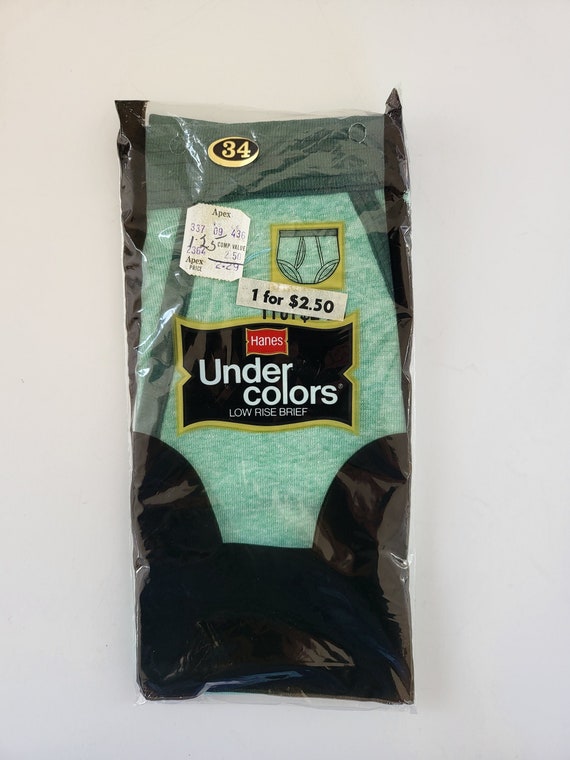 34
Apex
337 09 436
1.25 COMP. VALUE
2.50
Apex 2.29
PRICE
1 for $2.50
Hanes
Under
colors®
LOW RISE BRIEF